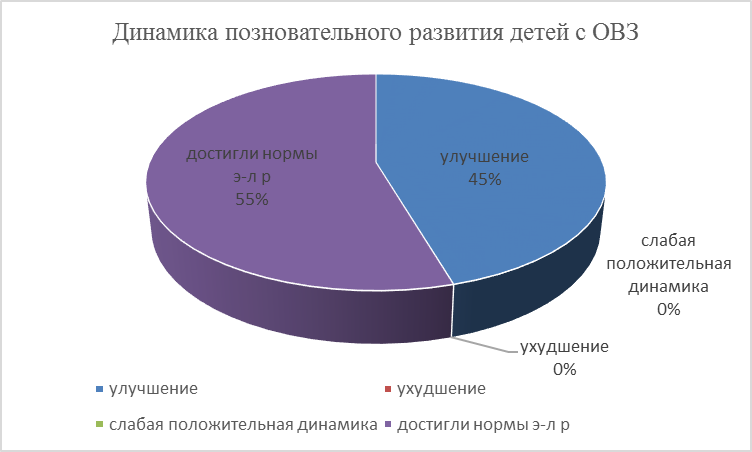 Динамика позновательного развития детей с ОВЗ
достигли нормы
э-л р
55%
улучшение
45%
слабая
положительная
динамика
0%
ухудшение
0%
улучшение
ухудшение
слабая положительная динамика
достигли нормы э-л р